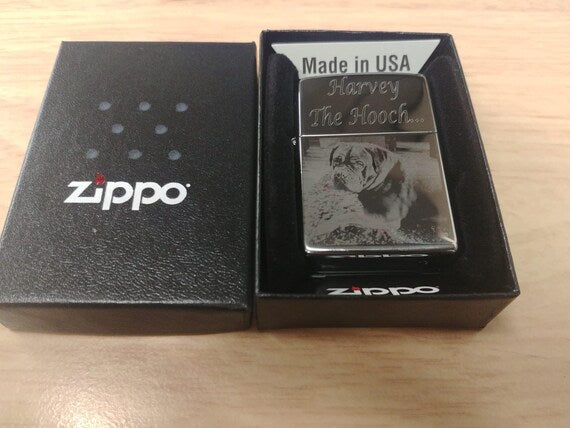 zippo
Made in USA
Harvey
The Hooch...
zippo